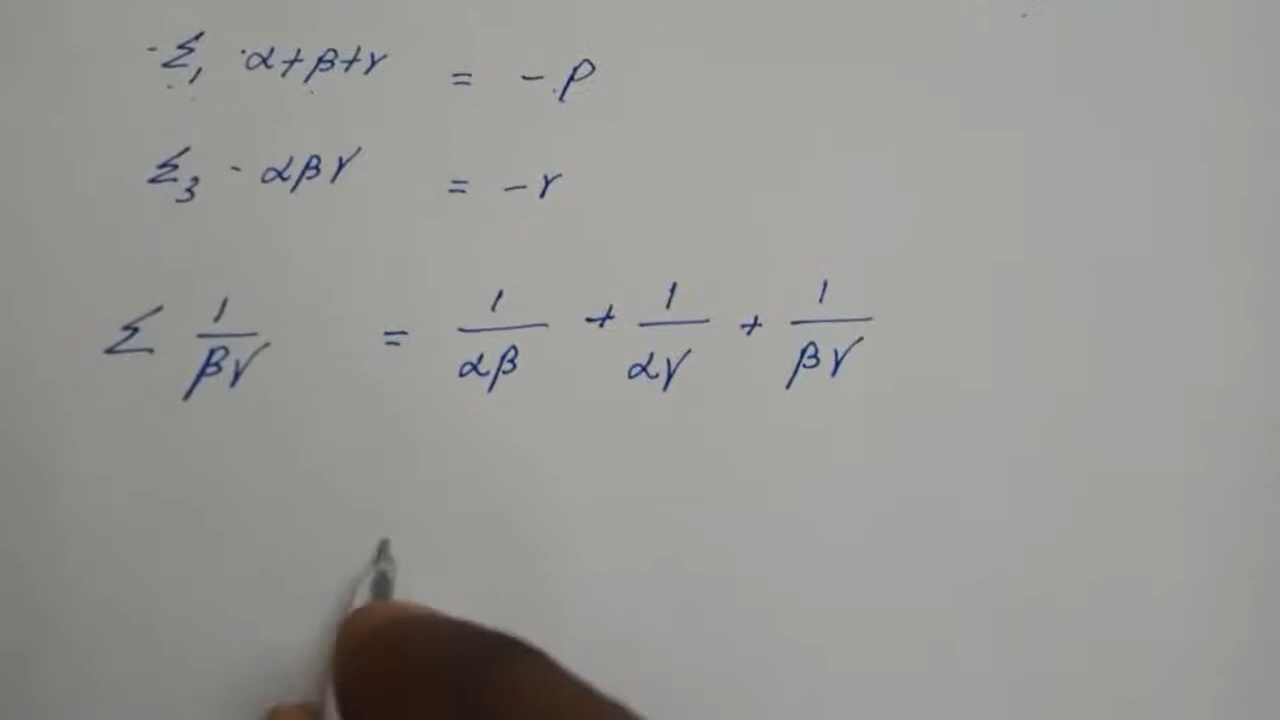 Σ₁ α+β+γ = -p
Σ₃ - αβγ = -r
Σ 1/βγ = 1/αβ + 1/αγ + 1/βγ